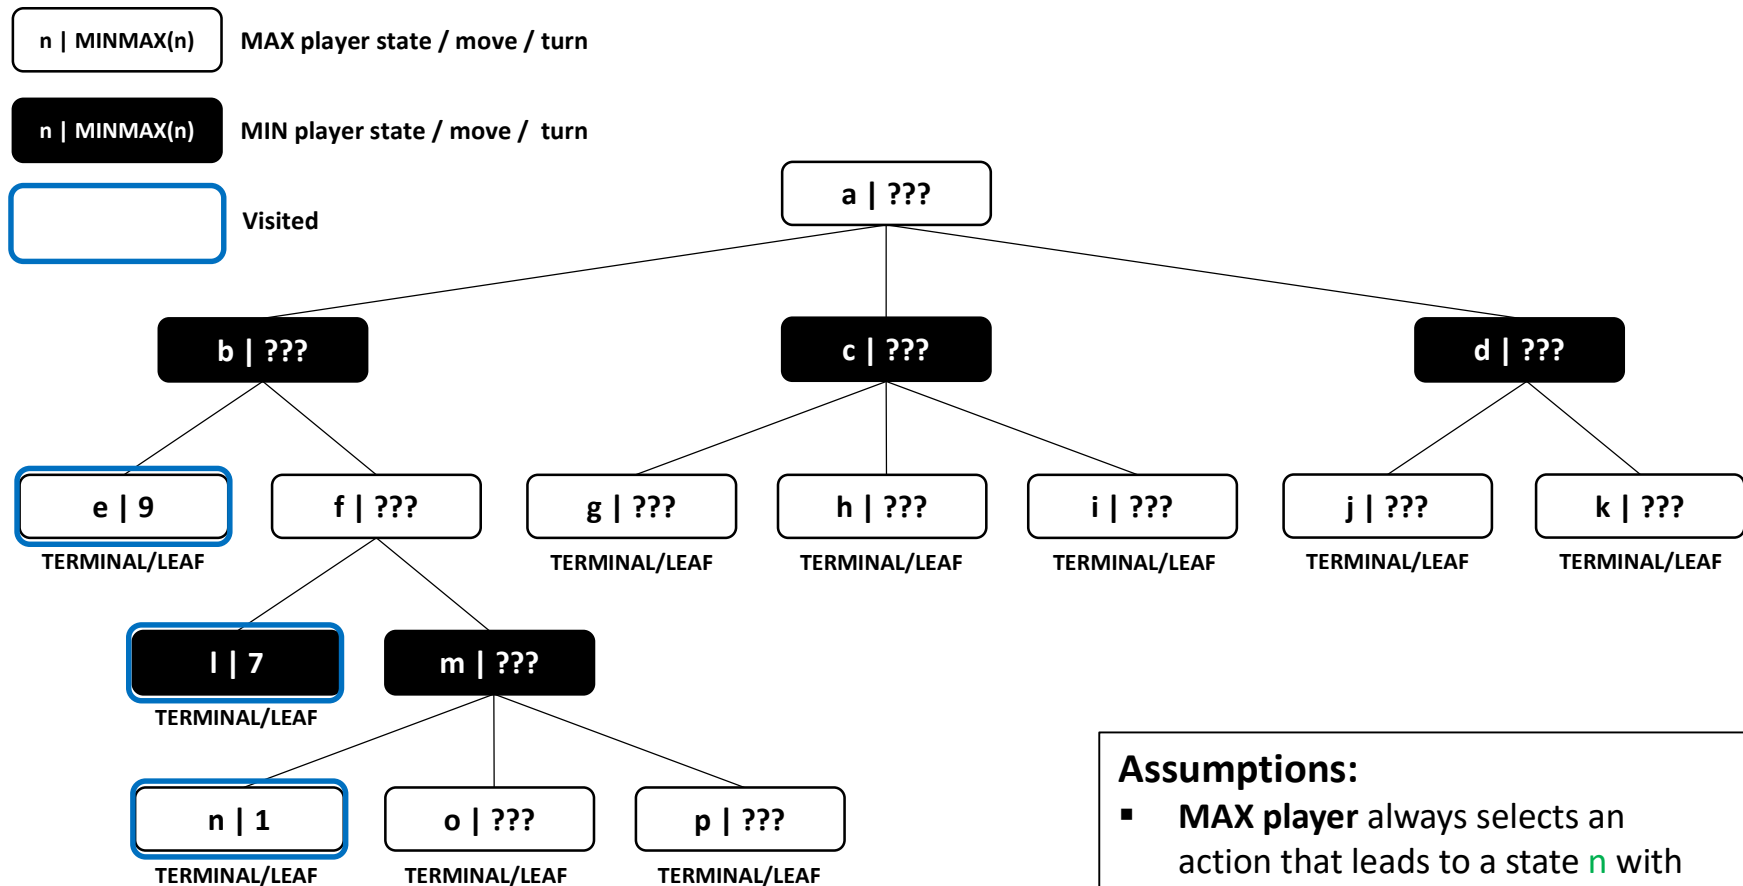 n | MINMAX(n) MAX player state / move / turn
n | MINMAX(n) MIN player state / move / turn
Visited
a | ???
b | ???
c | ???
d | ???
e | 9
f | ???
g | ???
h | ???
i | ???
j | ???
k | ???
TERMINAL/LEAF
TERMINAL/LEAF
TERMINAL/LEAF
TERMINAL/LEAF
TERMINAL/LEAF
TERMINAL/LEAF
l | 7
m | ???
TERMINAL/LEAF
n | 1
o | ???
p | ???
TERMINAL/LEAF
TERMINAL/LEAF
TERMINAL/LEAF
Assumptions:
▪ MAX player always selects an
action that leads to a state n with